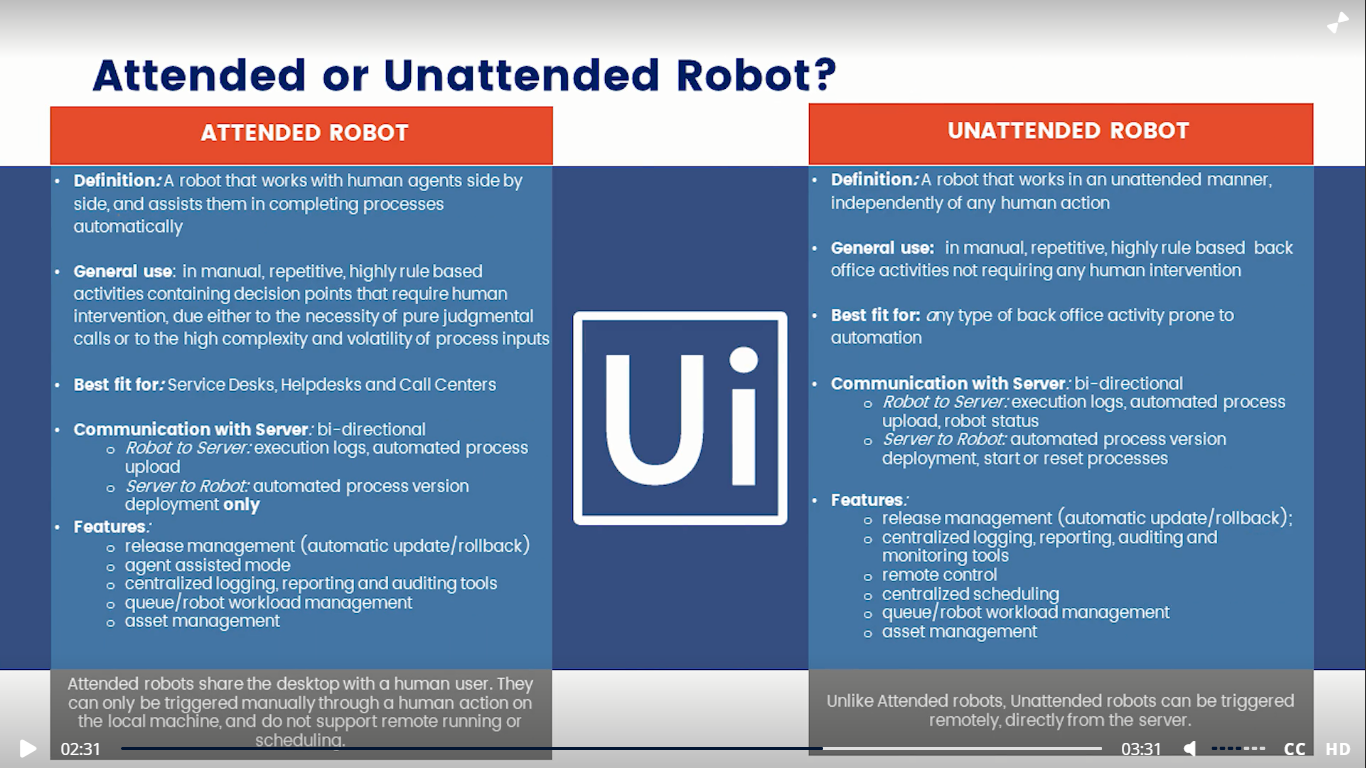 Attended or Unattended Robot?
ATTENDED ROBOT
• Definition: A robot that works with human agents side by
side, and assists them in completing processes
automatically
• General use: in manual, repetitive, highly rule based
activities containing decision points that require human
intervention, due either to the necessity of pure judgmental
calls or to the high complexity and volatility of process inputs
• Best fit for: Service Desks, Helpdesks and Call Centers
• Communication with Server: bi-directional
o Robot to Server: execution logs, automated process
upload
o Server to Robot: automated process version
deployment only
• Features:
o release management (automatic update/rollback)
o agent assisted mode
o centralized logging, reporting and auditing tools
o queue/robot workload management
o asset management
Attended robots share the desktop with a human user. They
can only be triggered manually through a human action on
the local machine, and do not support remote running or
scheduling.
Ui
UNATTENDED ROBOT
• Definition: A robot that works in an unattended manner,
independently of any human action
• General use: in manual, repetitive, highly rule based back
office activities not requiring any human intervention
• Best fit for: any type of back office activity prone to
automation
• Communication with Server: bi-directional
o Robot to Server: execution logs, automated process
upload, robot status
o Server to Robot: automated process version
deployment, start or reset processes
• Features:
o release management (automatic update/rollback);
o centralized logging, reporting, auditing and
monitoring tools
o remote control
o centralized scheduling
o queue/robot workload management
o asset management
Unlike Attended robots, Unattended robots can be triggered
remotely, directly from the server.
02:31
03:31
CC
HD